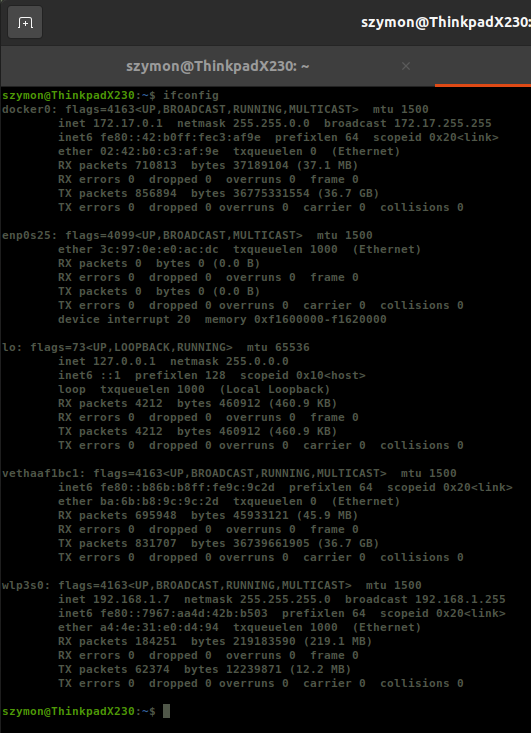 szymon@ThinkpadX230:
szymon@ThinkpadX230: ~
szymon@ThinkpadX230:~$ ifconfig
docker0: flags=4163<UP,BROADCAST,RUNNING,MULTICAST>  mtu 1500
        inet 172.17.0.1  netmask 255.255.0.0  broadcast 172.17.255.255
        inet6 fe80::42:b0ff:fec3:af9e  prefixlen 64  scopeid 0x20<link>
        ether 02:42:b0:c3:af:9e  txqueuelen 0  (Ethernet)
        RX packets 710813  bytes 37189104 (37.1 MB)
        RX errors 0  dropped 0  overruns 0  frame 0
        TX packets 856894  bytes 36775331554 (36.7 GB)
        TX errors 0  dropped 0 overruns 0  carrier 0  collisions 0
enp0s25: flags=4099<UP,BROADCAST,MULTICAST>  mtu 1500
        ether 3c:97:0e:e0:ac:dc  txqueuelen 1000  (Ethernet)
        RX packets 0  bytes 0 (0.0 B)
        RX errors 0  dropped 0  overruns 0  frame 0
        TX packets 0  bytes 0 (0.0 B)
        TX errors 0  dropped 0 overruns 0  carrier 0  collisions 0
        device interrupt 20  memory 0xf1600000-f1620000
lo: flags=73<UP,LOOPBACK,RUNNING>  mtu 65536
        inet 127.0.0.1  netmask 255.0.0.0
        inet6 ::1  prefixlen 128  scopeid 0x10<host>
        loop  txqueuelen 1000  (Local Loopback)
        RX packets 4212  bytes 460912 (460.9 KB)
        RX errors 0  dropped 0  overruns 0  frame 0
        TX packets 4212  bytes 460912 (460.9 KB)
        TX errors 0  dropped 0 overruns 0  carrier 0  collisions 0
vethaaf1bc1: flags=4163<UP,BROADCAST,RUNNING,MULTICAST>  mtu 1500
        inet6 fe80::b86b:b8ff:fe9c:9c2d  prefixlen 64  scopeid 0x20<link>
        ether ba:6b:b8:9c:9c:2d  txqueuelen 0  (Ethernet)
        RX packets 695948  bytes 45933121 (45.9 MB)
        RX errors 0  dropped 0  overruns 0  frame 0
        TX packets 831707  bytes 36739661905 (36.7 GB)
        TX errors 0  dropped 0 overruns 0  carrier 0  collisions 0
wlp3s0: flags=4163<UP,BROADCAST,RUNNING,MULTICAST>  mtu 1500
        inet 192.168.1.7  netmask 255.255.255.0  broadcast 192.168.1.255
        inet6 fe80::7967:aa4d:42b:b503  prefixlen 64  scopeid 0x20<link>
        ether a4:4e:31:e0:d4:94  txqueuelen 1000  (Ethernet)
        RX packets 184251  bytes 219183590 (219.1 MB)
        RX errors 0  dropped 0  overruns 0  frame 0
        TX packets 62374  bytes 12239871 (12.2 MB)
        TX errors 0  dropped 0 overruns 0  carrier 0  collisions 0
szymon@ThinkpadX230:~$